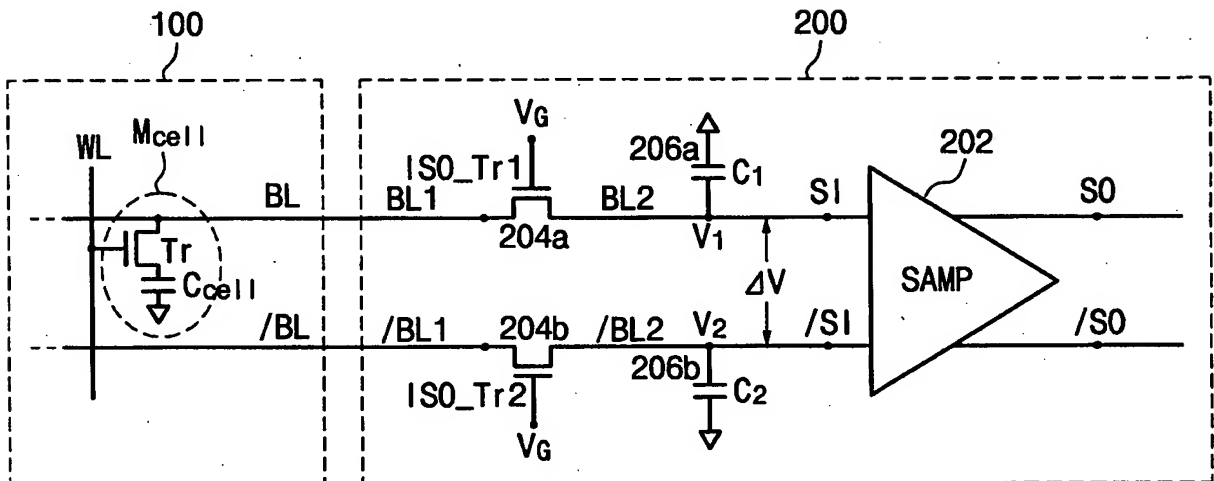 100
200
WL
Mcell
BL
Tr
Ccell
/BL
VG
ISO_Tr1
BL1
204a
BL2
206a
C1
V1
SI
202
SO
ΔV
SAMP
/BL1
204b
/BL2
V2
/SI
/SO
ISO_Tr2
VG
206b
C2